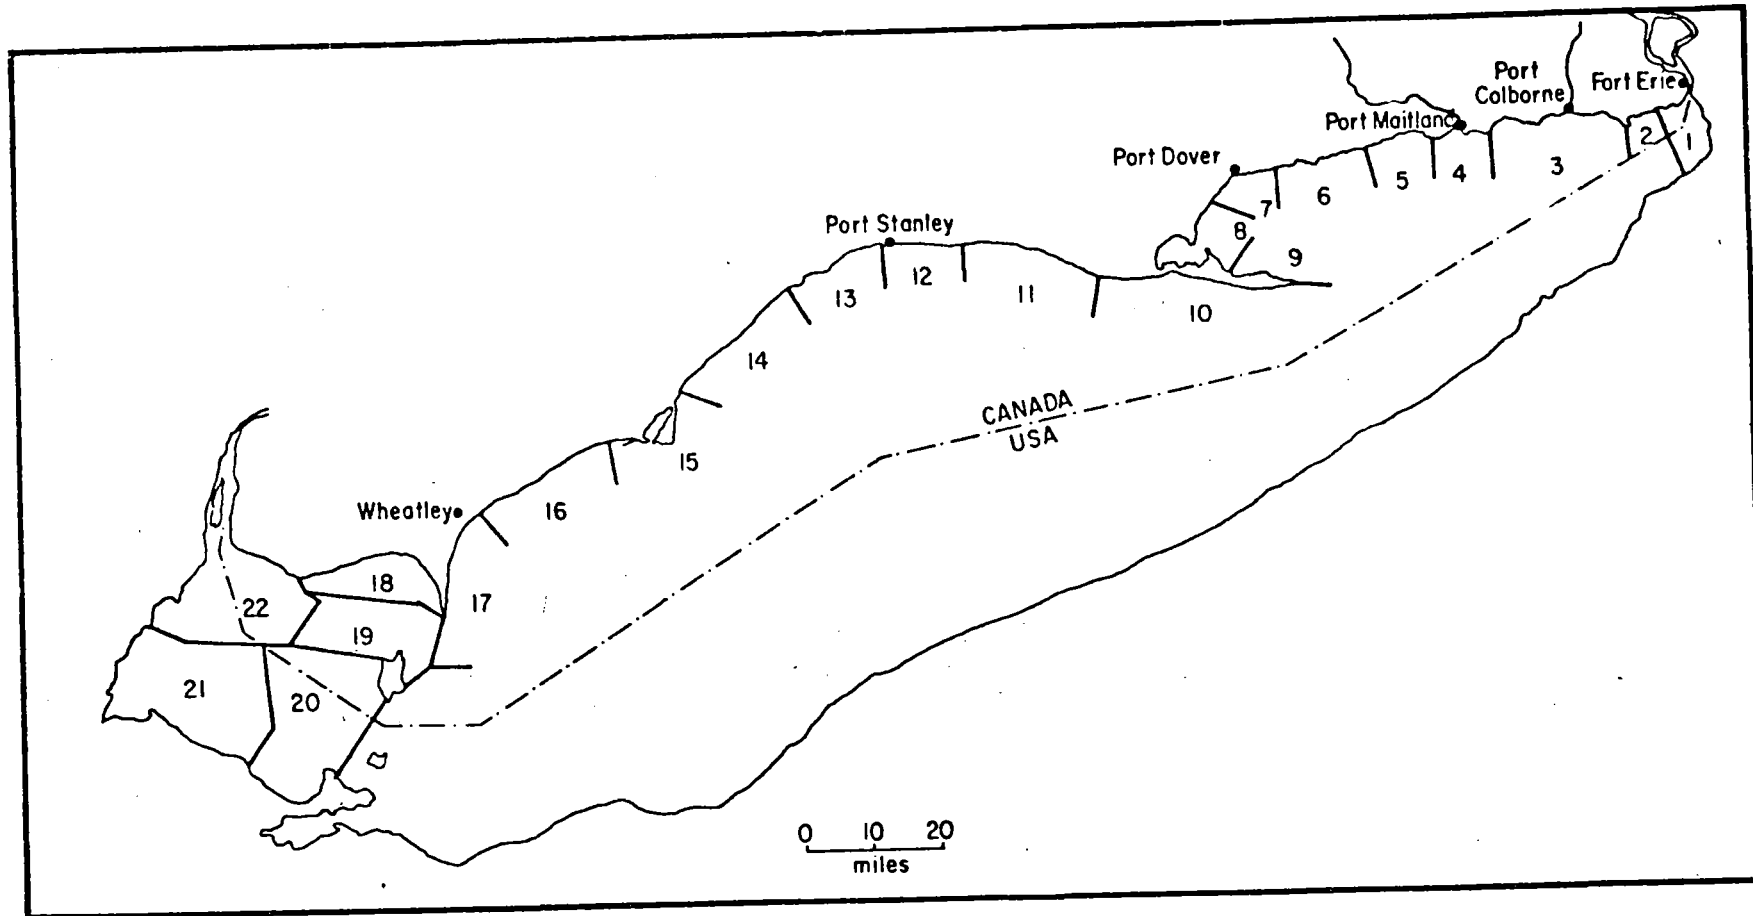 Port
Colborne
Fort Erie
Port Maitland
Port Dover
Port Stanley
Wheatley
1
2
3
4
5
6
7
8
9
10
11
12
13
14
15
16
17
18
19
20
21
22
CANADA
USA
0 10 20
miles